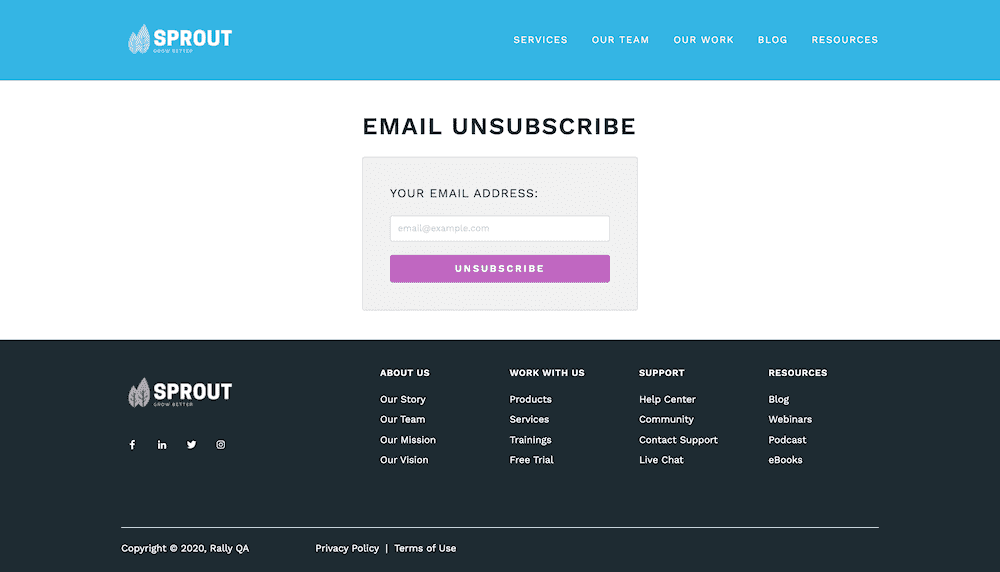 SPROUT
GROW BETTER
SERVICES OUR TEAM OUR WORK BLOG RESOURCES
EMAIL UNSUBSCRIBE
YOUR EMAIL ADDRESS:
email@example.com
UNSUBSCRIBE
SPROUT
GROW BETTER
ABOUT US
Our Story
Our Team
Our Mission
Our Vision
WORK WITH US
Products
Services
Trainings
Free Trial
SUPPORT
Help Center
Community
Contact Support
Live Chat
RESOURCES
Blog
Webinars
Podcast
eBooks
Copyright © 2020, Rally QA Privacy Policy | Terms of Use